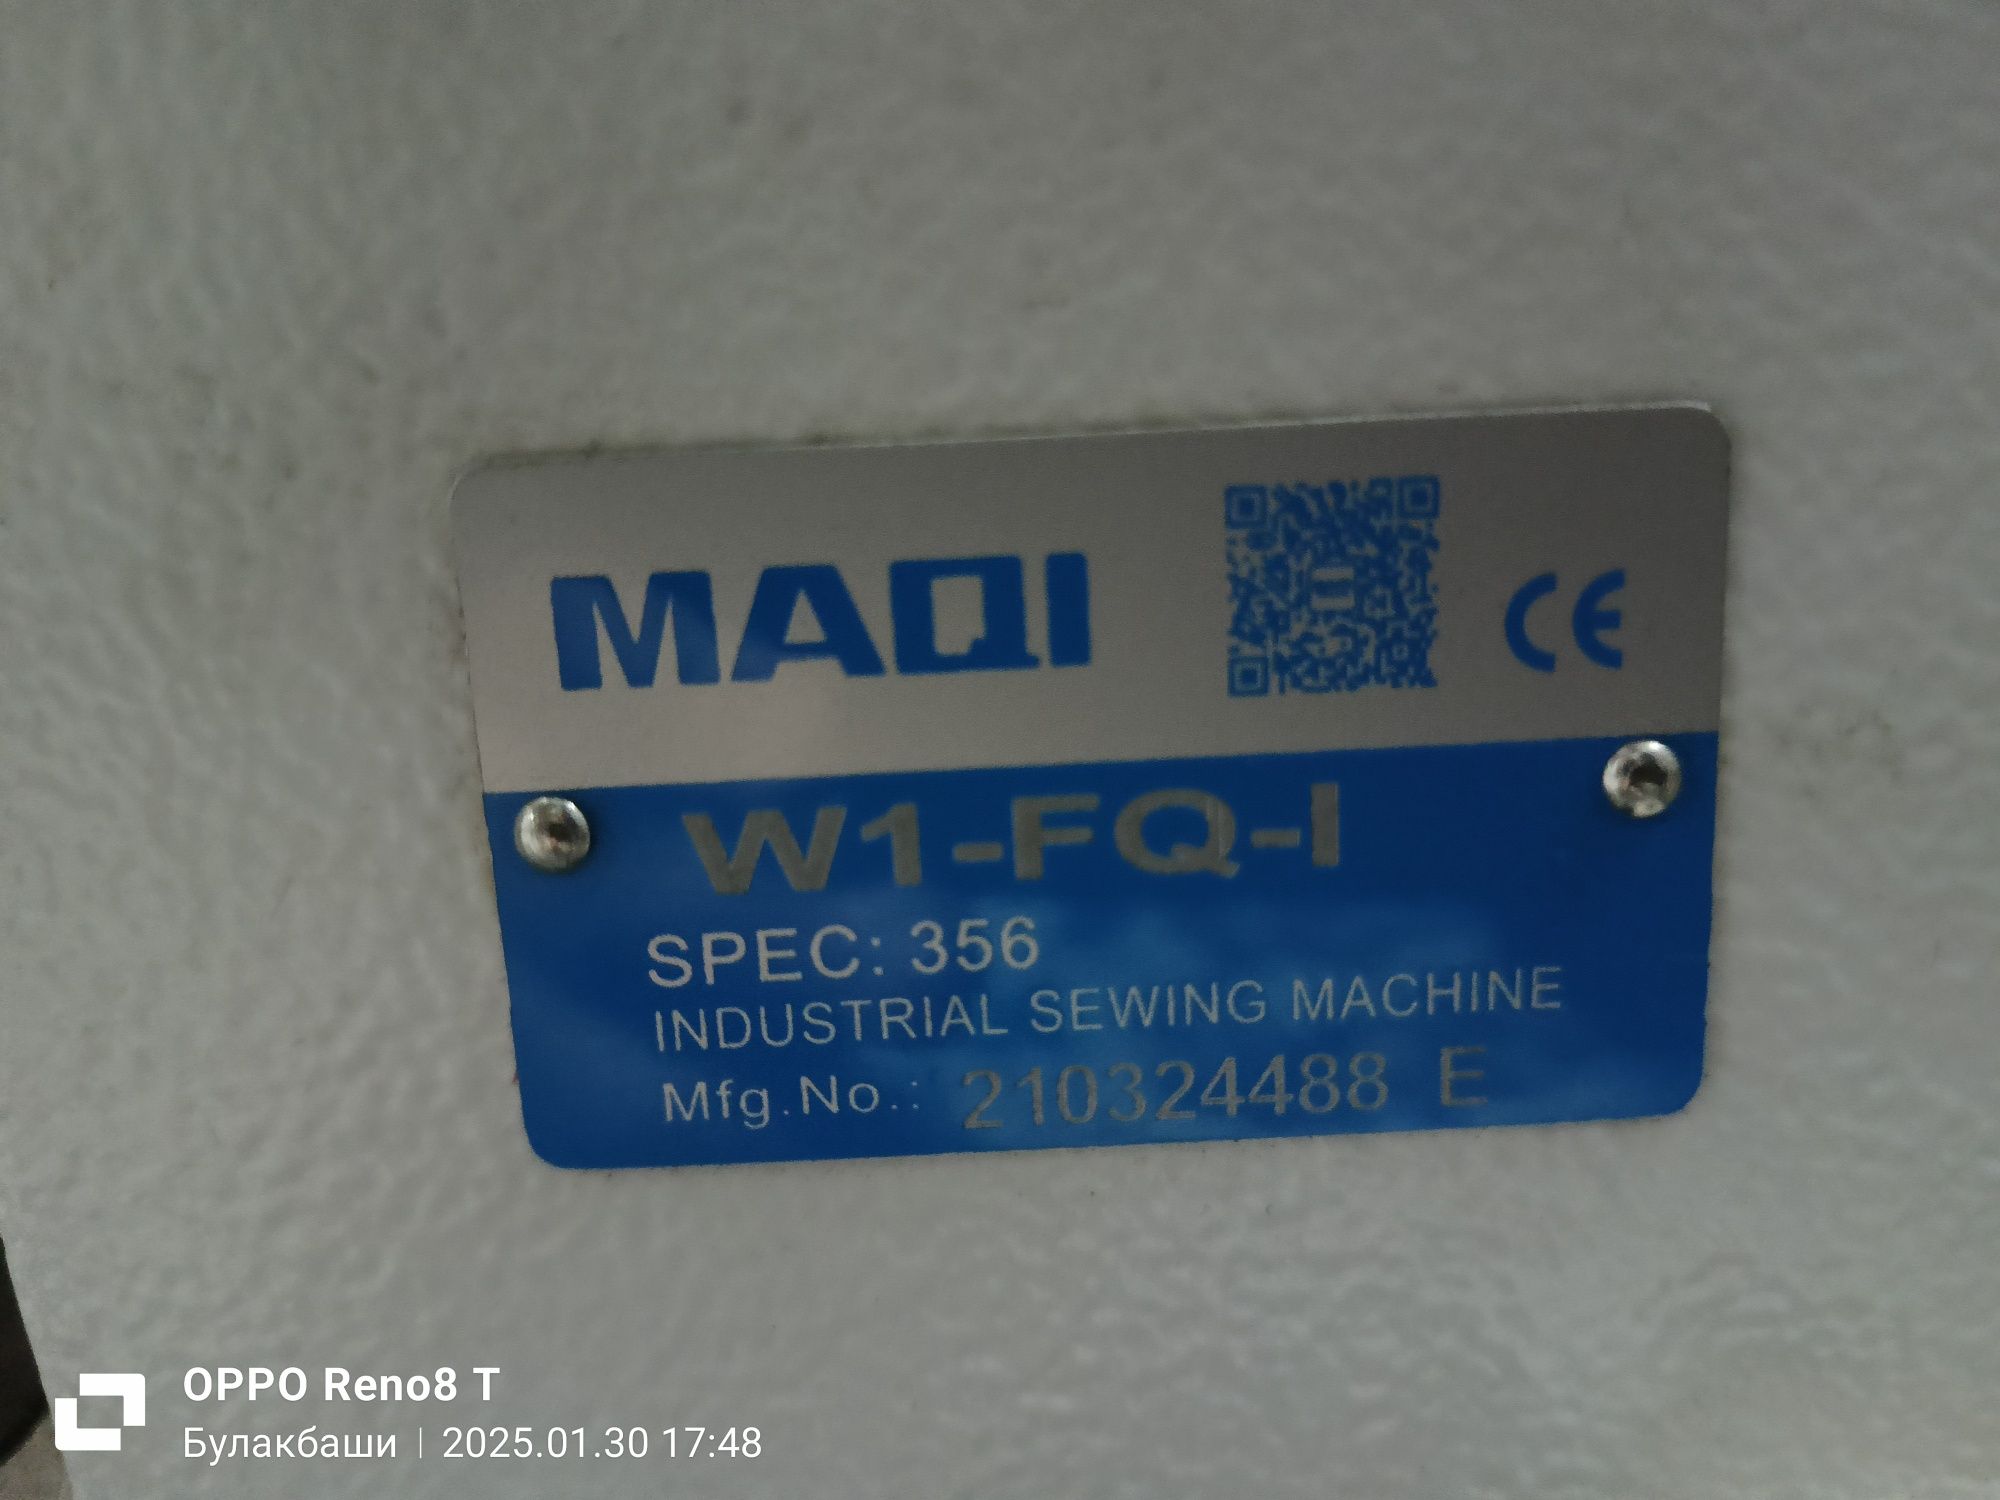 MAQI
CE
W1-FQ-I
SPEC: 356
INDUSTRIAL SEWING MACHINE
Mfg.No.: 210324488 E
OPPO Reno8 T
Булакбаши | 2025.01.30 17:48